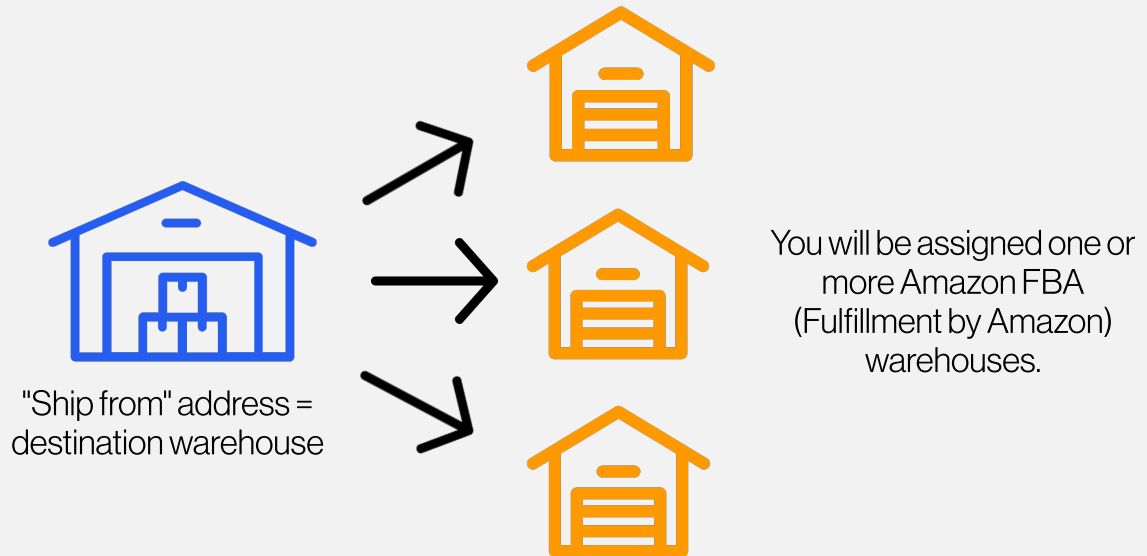 "Ship from" address =
destination warehouse
You will be assigned one or
more Amazon FBA
(Fulfillment by Amazon)
warehouses.